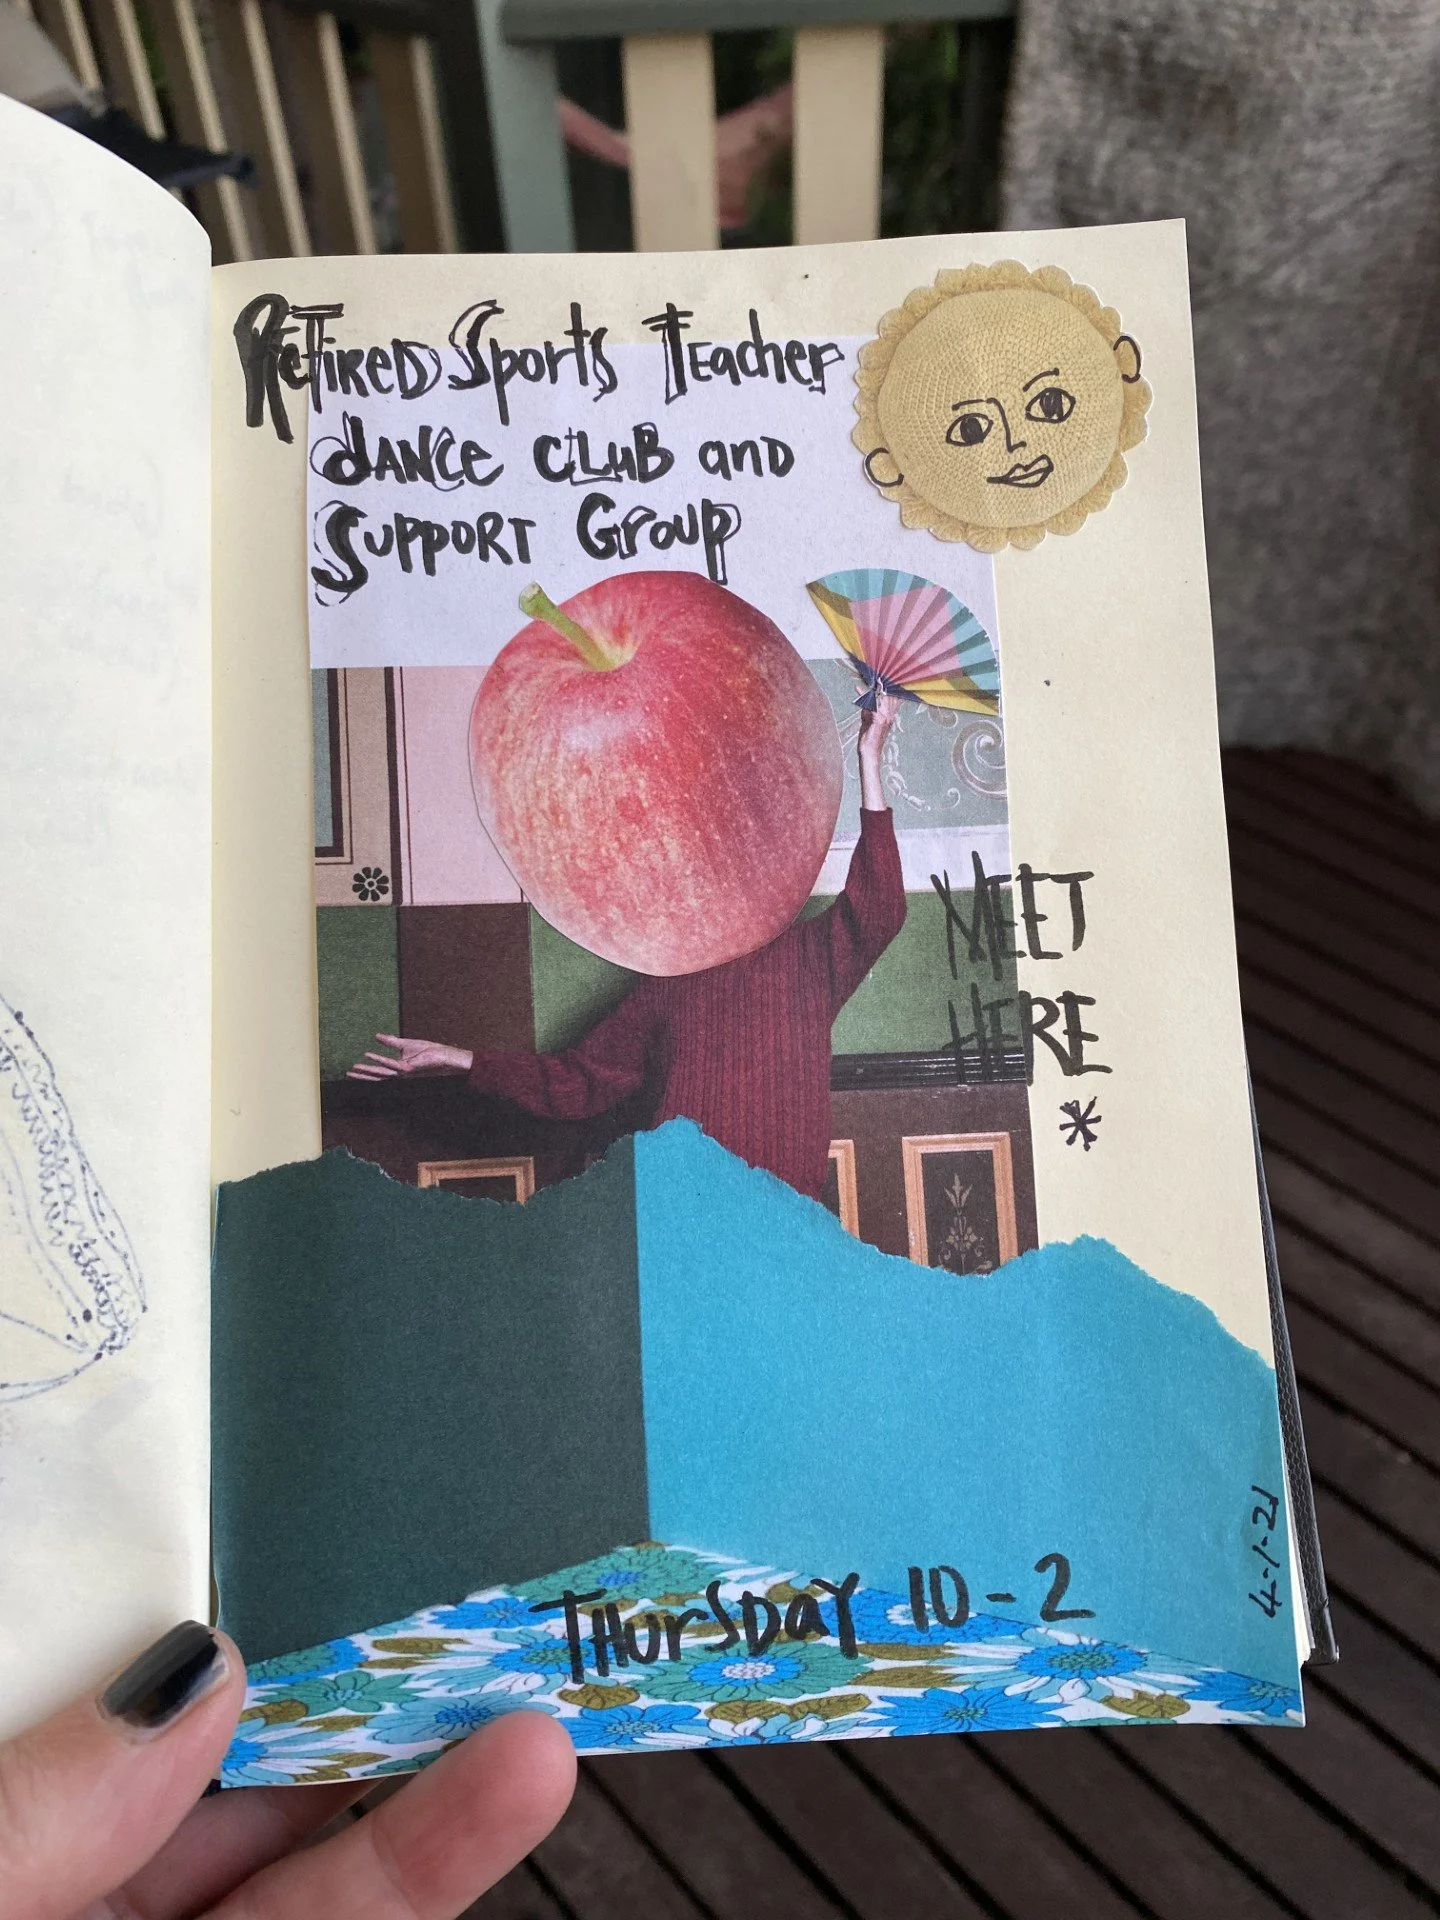 Retired Sports Teacher
dance club and
Support Group
MEET
HERE
*
Thursday 10-2
4-1-21